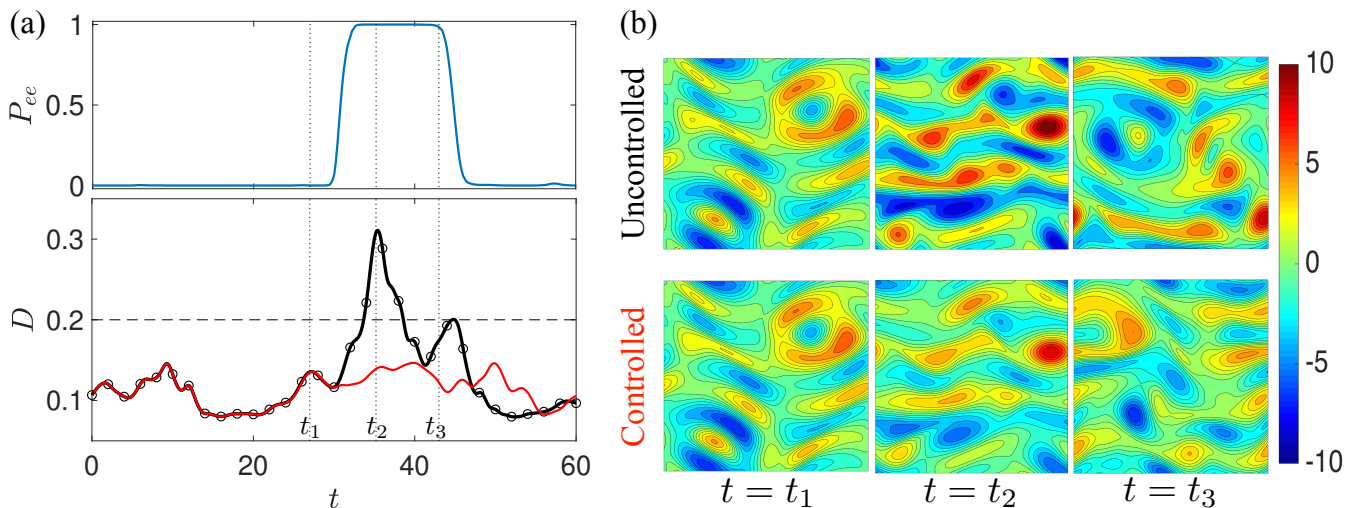 (a)
1
0.5
0
P_ee
0.3
0.2
0.1
D
t_1
t_2
t_3
0
20
40
60
t
(b)
Uncontrolled
Controlled
t = t_1
t = t_2
t = t_3
10
5
0
-5
-10